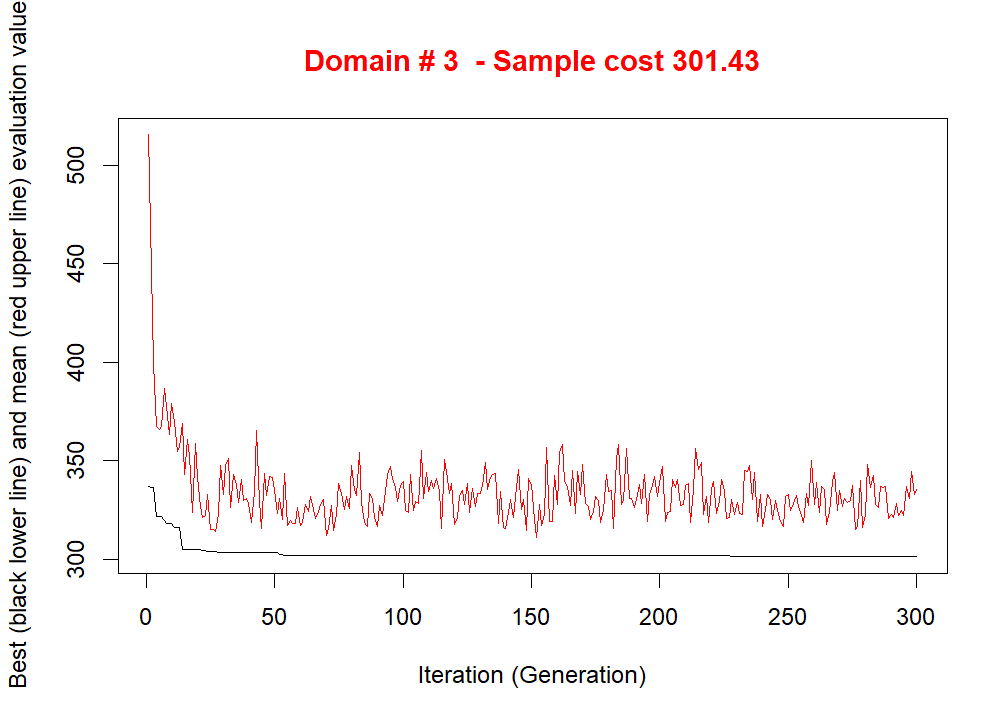 Domain # 3  - Sample cost 301.43
Best (black lower line) and mean (red upper line) evaluation value
500
450
400
350
300
0 50 100 150 200 250 300
Iteration (Generation)